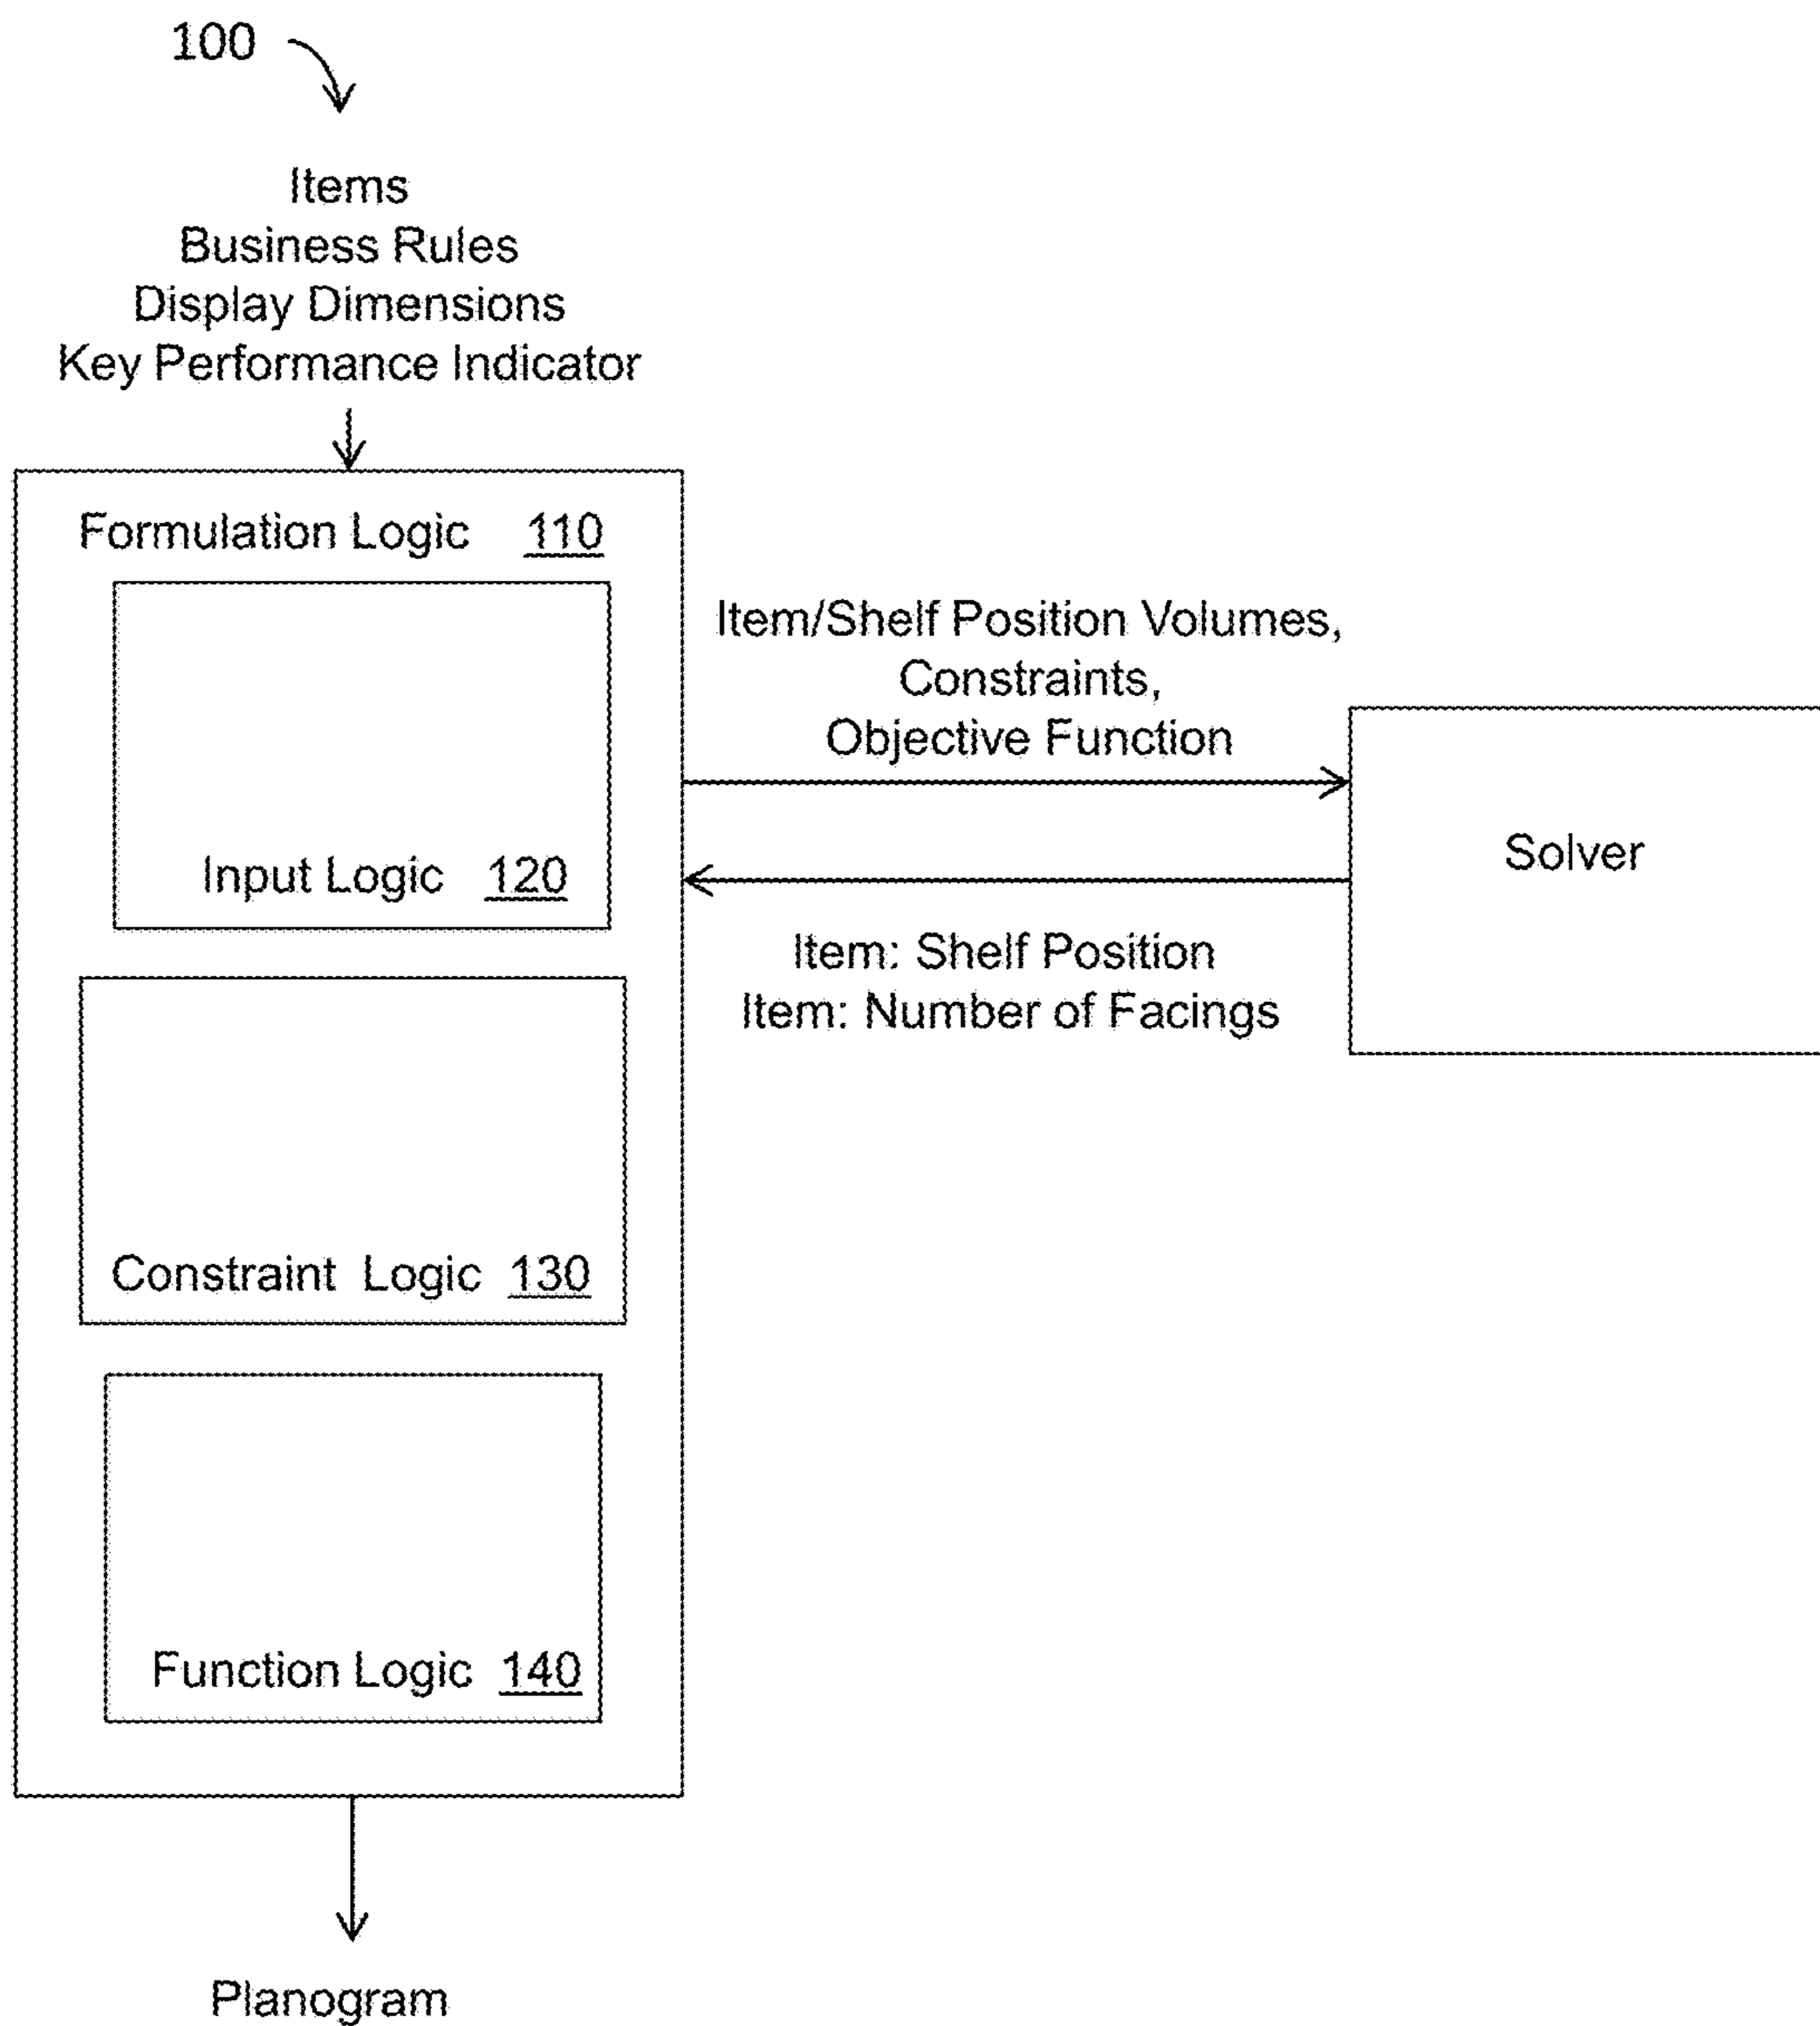 100
Items
Business Rules
Display Dimensions
Key Performance Indicator
Formulation Logic 110
Input Logic 120
Constraint Logic 130
Function Logic 140
Item/Shelf Position Volumes,
Constraints,
Objective Function
Solver
Item: Shelf Position
Item: Number of Facings
Planogram